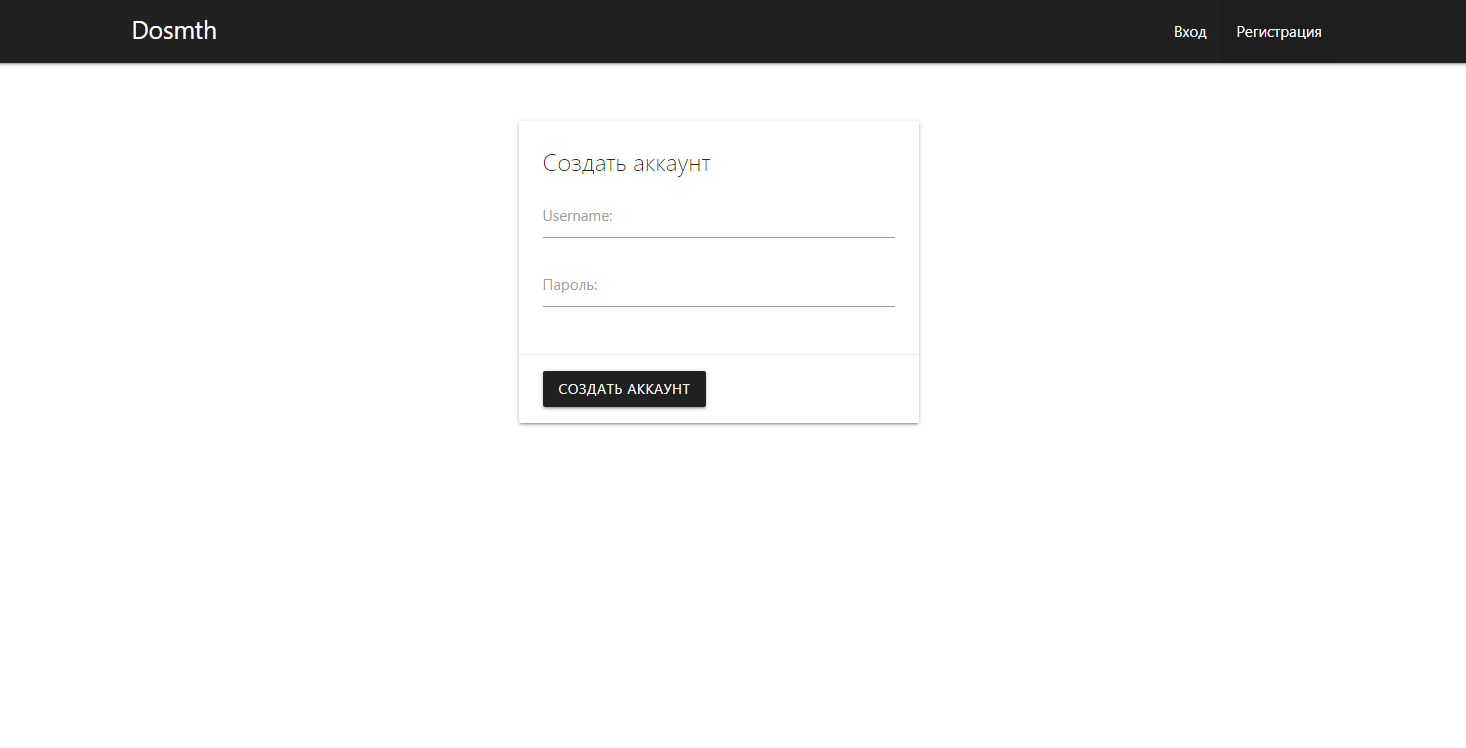 Dosmth
Вход
Регистрация
Создать аккаунт
Username:
Пароль:
СОЗДАТЬ АККАУНТ